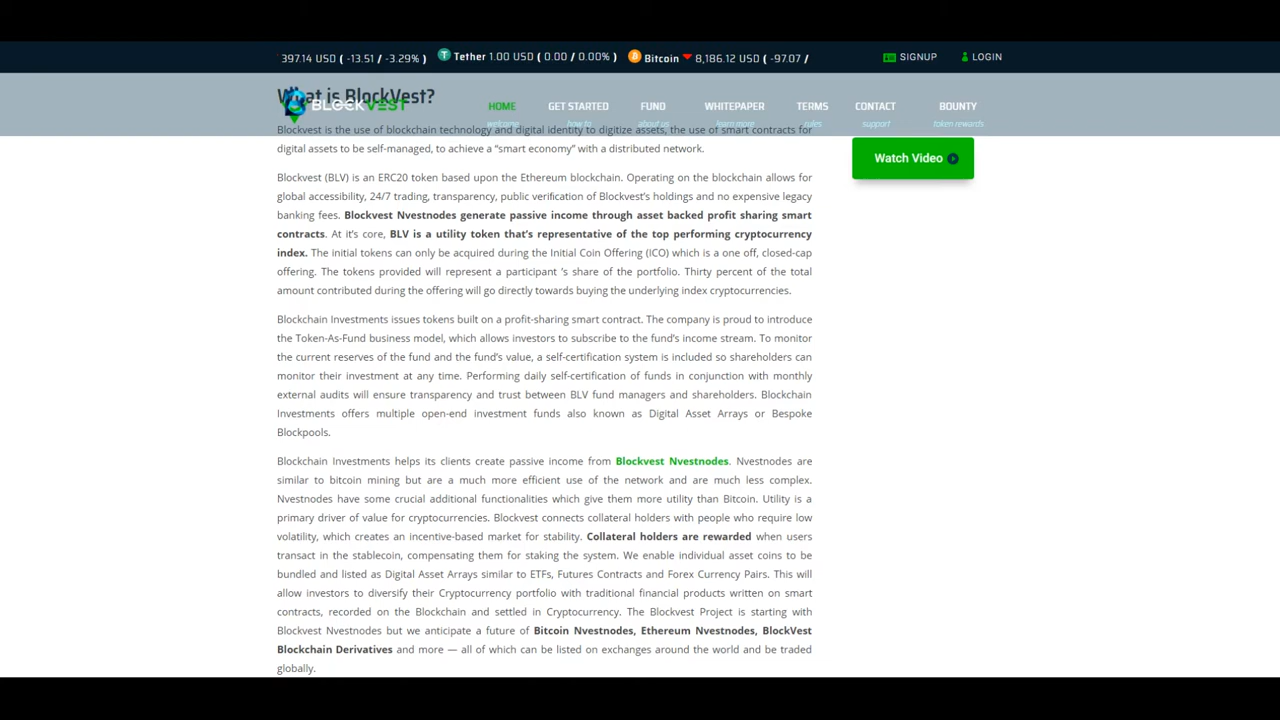 397.14 USD ( -13.51 / -3.29% ) Tether 1.00 USD ( 0.00 / 0.00% ) Bitcoin 8,186.12 USD ( -97.07 /
SIGNUP LOGIN
What is BlockVest?
BLOCKVEST
HOME GET STARTED FUND WHITEPAPER TERMS CONTACT BOUNTY
welcome how to about us learn more rules support token rewards
Blockvest is the use of blockchain technology and digital identity to digitize assets, the use of smart contracts for
digital assets to be self-managed, to achieve a “smart economy” with a distributed network.
Watch Video
Blockvest (BLV) is an ERC20 token based upon the Ethereum blockchain. Operating on the blockchain allows for
global accessibility, 24/7 trading, transparency, public verification of Blockvest’s holdings and no expensive legacy
banking fees. Blockvest Nvestnodes generate passive income through asset backed profit sharing smart
contracts. At it’s core, BLV is a utility token that’s representative of the top performing cryptocurrency
index. The initial tokens can only be acquired during the Initial Coin Offering (ICO) which is a one off, closed-cap
offering. The tokens provided will represent a participant ’s share of the portfolio. Thirty percent of the total
amount contributed during the offering will go directly towards buying the underlying index cryptocurrencies.
Blockchain Investments issues tokens built on a profit-sharing smart contract. The company is proud to introduce
the Token-As-Fund business model, which allows investors to subscribe to the fund’s income stream. To monitor
the current reserves of the fund and the fund’s value, a self-certification system is included so shareholders can
monitor their investment at any time. Performing daily self-certification of funds in conjunction with monthly
external audits will ensure transparency and trust between BLV fund managers and shareholders. Blockchain
Investments offers multiple open-end investment funds also known as Digital Asset Arrays or Bespoke
Blockpools.
Blockchain Investments helps its clients create passive income from Blockvest Nvestnodes. Nvestnodes are
similar to bitcoin mining but are a much more efficient use of the network and are much less complex.
Nvestnodes have some crucial additional functionalities which give them more utility than Bitcoin. Utility is a
primary driver of value for cryptocurrencies. Blockvest connects collateral holders with people who require low
volatility, which creates an incentive-based market for stability. Collateral holders are rewarded when users
transact in the stablecoin, compensating them for staking the system. We enable individual asset coins to be
bundled and listed as Digital Asset Arrays similar to ETFs, Futures Contracts and Forex Currency Pairs. This will
allow investors to diversify their Cryptocurrency portfolio with traditional financial products written on smart
contracts, recorded on the Blockchain and settled in Cryptocurrency. The Blockvest Project is starting with
Blockvest Nvestnodes but we anticipate a future of Bitcoin Nvestnodes, Ethereum Nvestnodes, BlockVest
Blockchain Derivatives and more — all of which can be listed on exchanges around the world and be traded
globally.